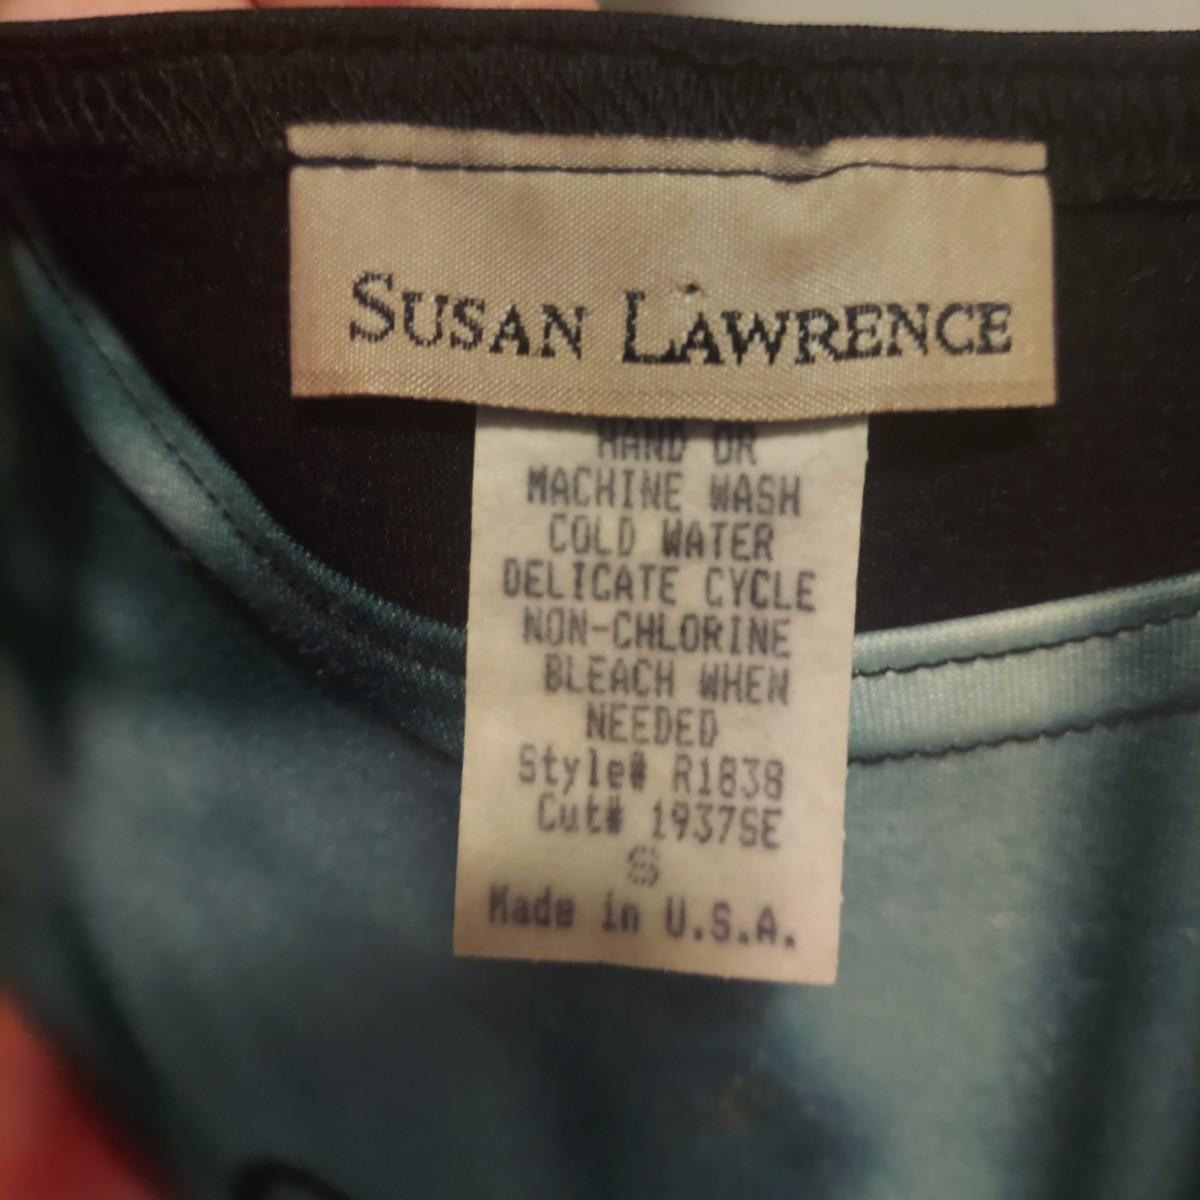 SUSAN LAWRENCE
HAND OR
MACHINE WASH
COLD WATER
DELICATE CYCLE
NON-CHLORINE
BLEACH WHEN
NEEDED
Style# R1838
Cut# 1937SE
S
Made in U.S.A.